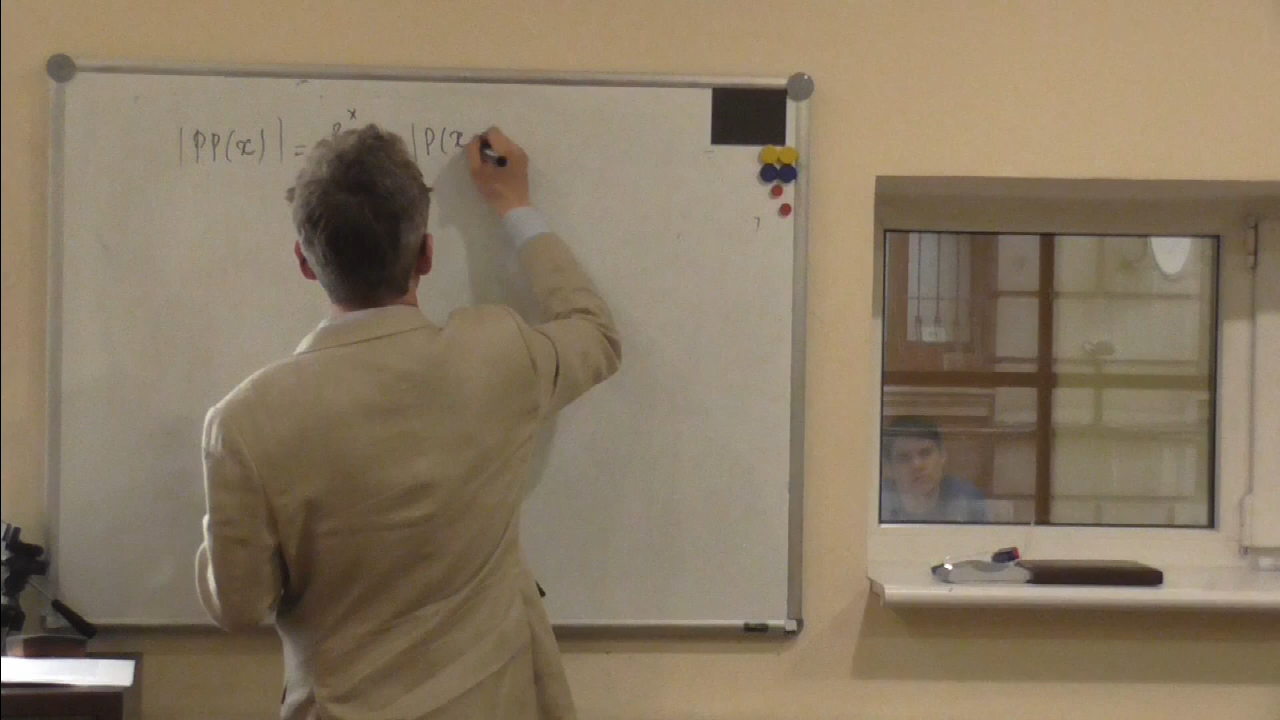 |PP(x)| = x |P(x